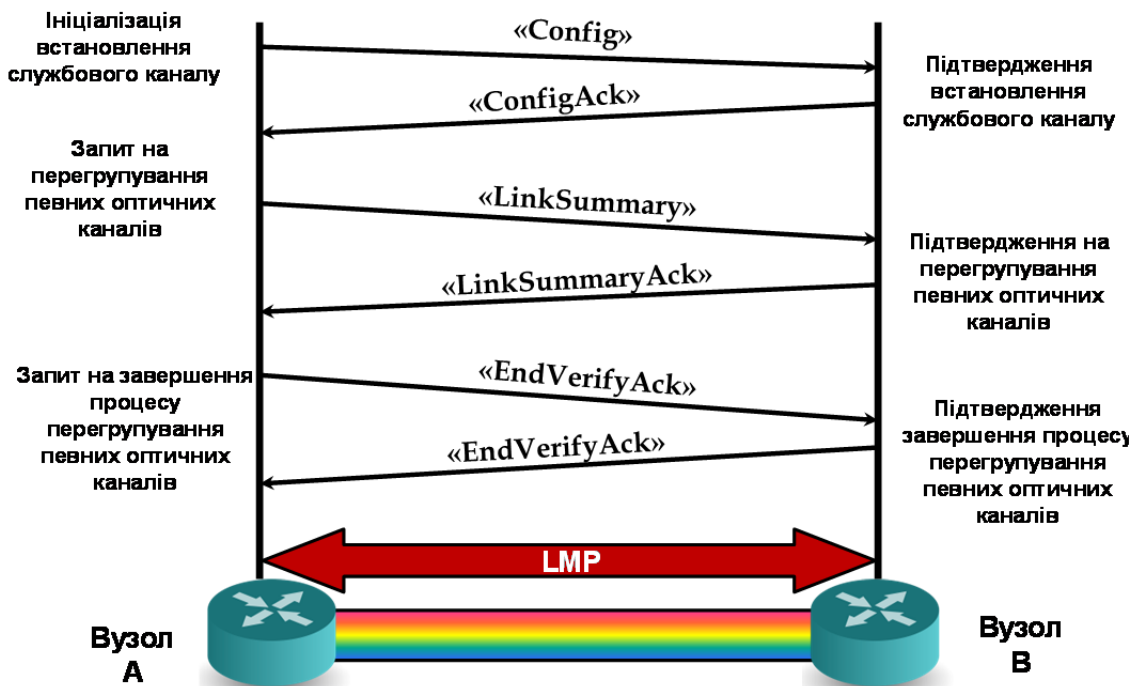 Ініціалізація
встановлення
службового каналу
«Config»
Підтвердження
встановлення
службового каналу
«ConfigAck»
Запит на
перегрупування
певних оптичних
каналів
«LinkSummary»
Підтвердження на
перегрупування
певних оптичних
каналів
«LinkSummaryAck»
Запит на завершення
процесу
перегрупування
певних оптичних
каналів
«EndVerifyAck»
Підтвердження
завершення процесу
перегрупування
певних оптичних
каналів
«EndVerifyAck»
LMP
Вузол
А
Вузол
В